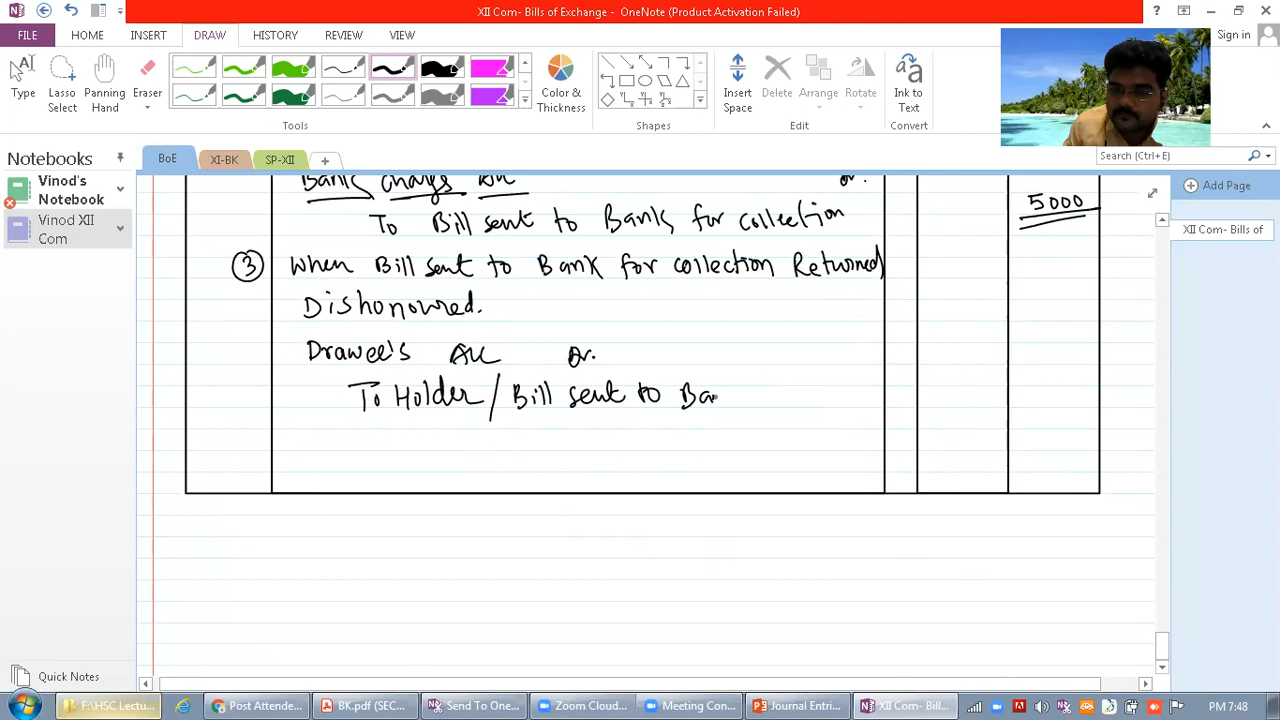 XII Com- Bills of Exchange - OneNote (Product Activation Failed)
FILE HOME INSERT DRAW HISTORY REVIEW VIEW Sign in
Type Lasso Select Panning Hand Eraser Color & Thickness Insert Space Delete Arrange Rotate Ink to Text
Tools Shapes Edit Convert
Notebooks
BoE XI-BK SP-XII
Search (Ctrl+E)
Vinod's Notebook
Vinod XII Com
Add Page
XII Com- Bills of
Bank charge A/c Dr.
To Bill sent to Bank for collection 5000
③ When Bill sent to Bank for collection Returned
Dishonoured.
Drawee's A/c Dr.
To Holder / Bill sent to Ba
Quick Notes
F:\HSC Lectu... Post Attende... BK.pdf (SEC... Send To One... Zoom Cloud... Meeting Con... Journal Entri... XII Com- Bill... PM 7:48